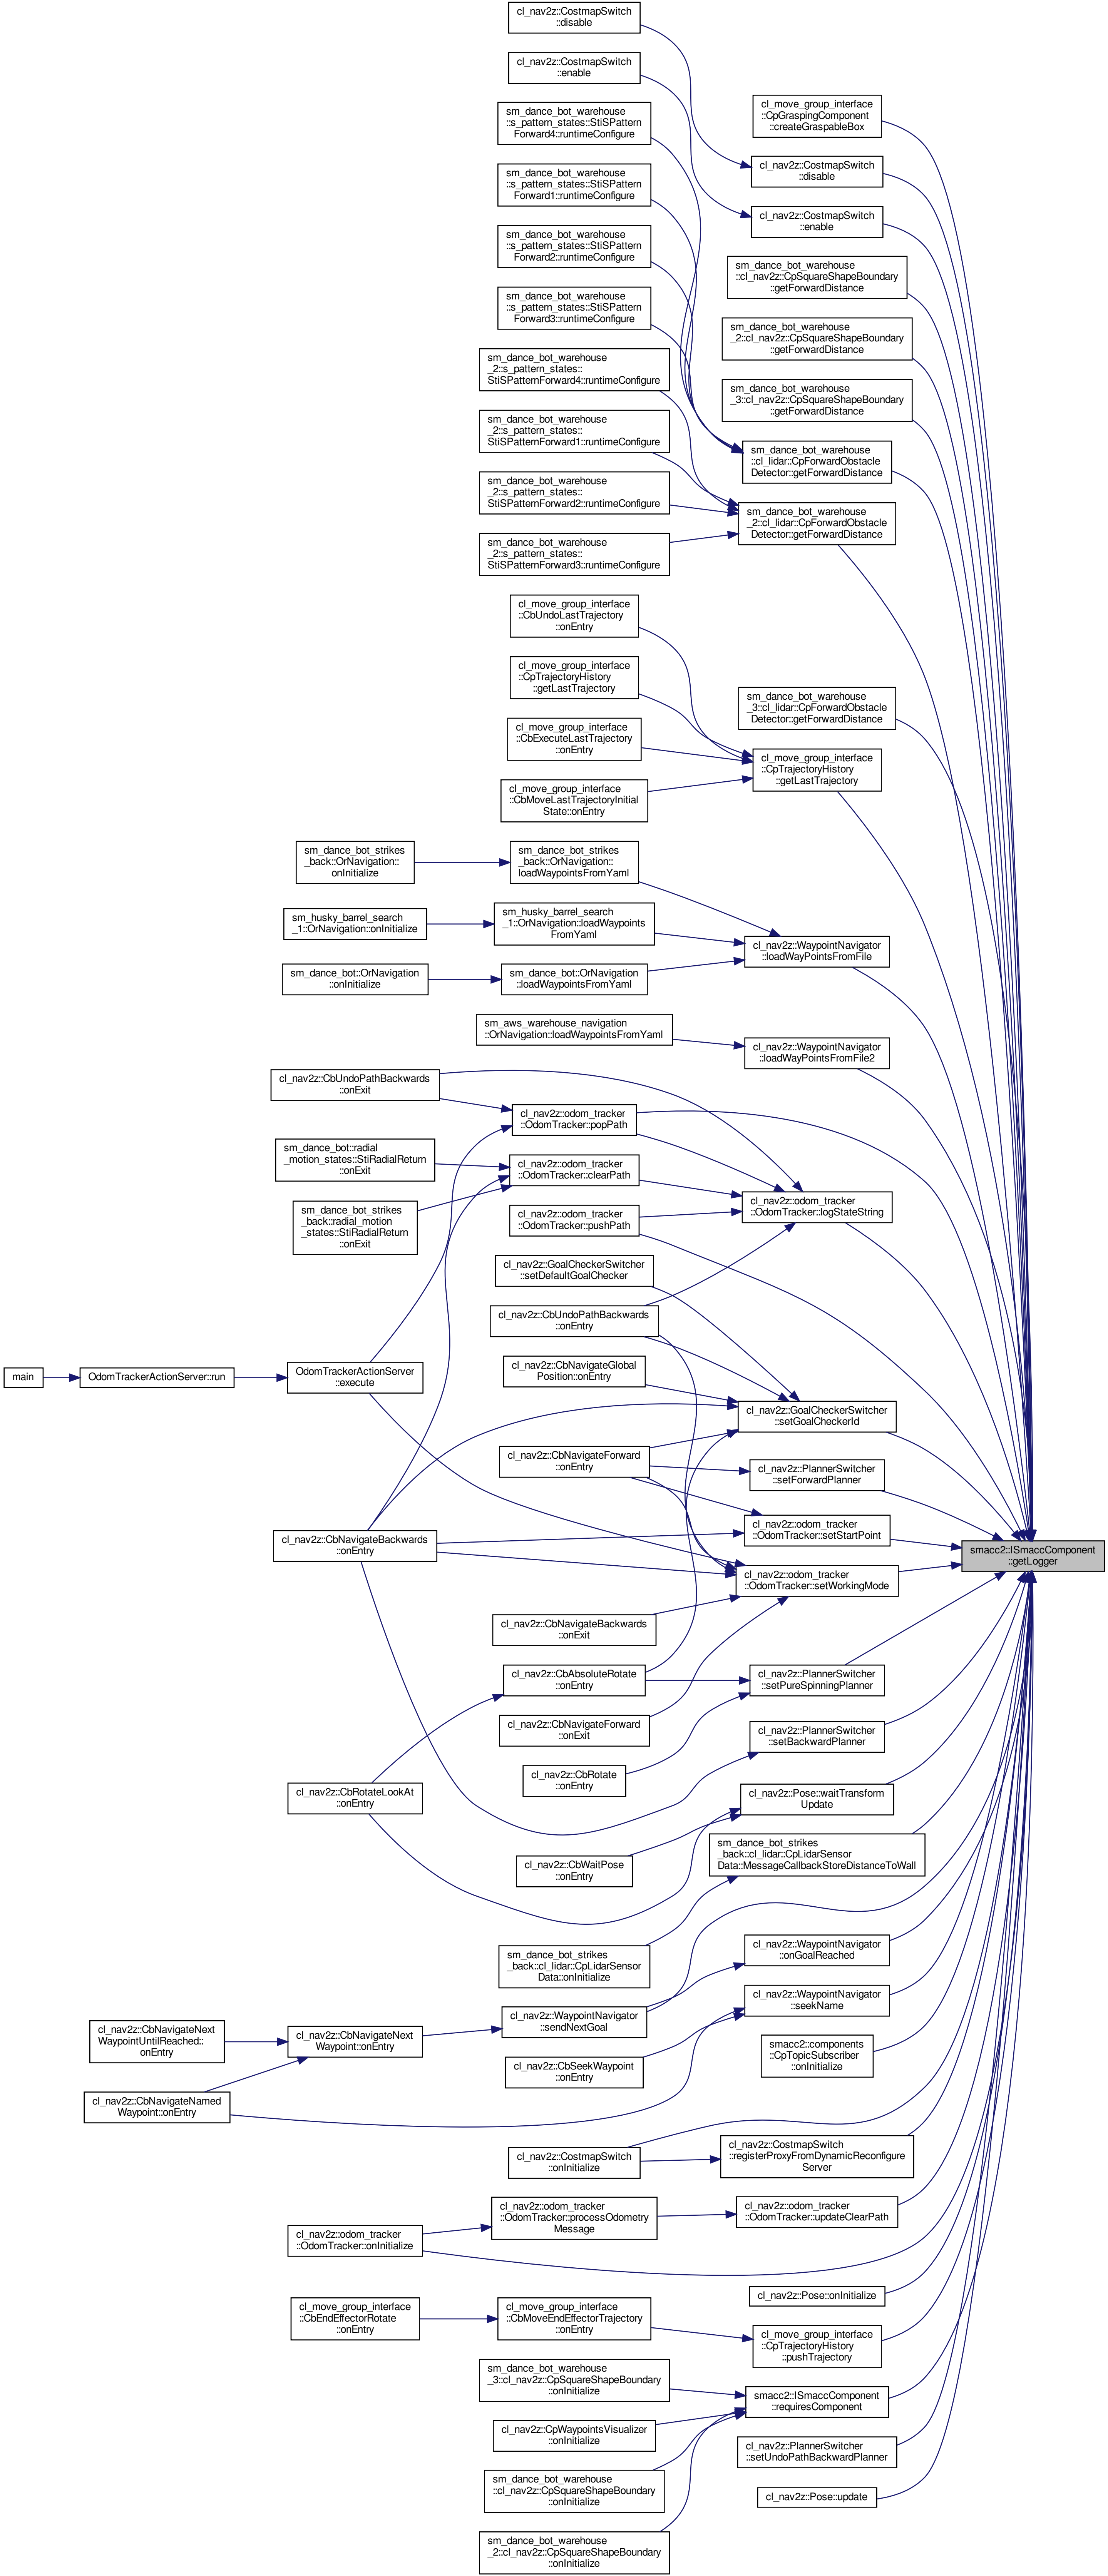 cl_nav2z::CostmapSwitch
::disable
cl_nav2z::CostmapSwitch
::enable
sm_dance_bot_warehouse
::s_pattern_states::StiSPattern
Forward4::runtimeConfigure
sm_dance_bot_warehouse
::s_pattern_states::StiSPattern
Forward1::runtimeConfigure
sm_dance_bot_warehouse
::s_pattern_states::StiSPattern
Forward2::runtimeConfigure
sm_dance_bot_warehouse
::s_pattern_states::StiSPattern
Forward3::runtimeConfigure
sm_dance_bot_warehouse
_2::s_pattern_states::
StiSPatternForward4::runtimeConfigure
sm_dance_bot_warehouse
_2::s_pattern_states::
StiSPatternForward1::runtimeConfigure
sm_dance_bot_warehouse
_2::s_pattern_states::
StiSPatternForward2::runtimeConfigure
sm_dance_bot_warehouse
_2::s_pattern_states::
StiSPatternForward3::runtimeConfigure
cl_move_group_interface
::CpGraspingComponent
::createGraspableBox
cl_nav2z::CostmapSwitch
::disable
cl_nav2z::CostmapSwitch
::enable
sm_dance_bot_warehouse
::cl_nav2z::CpSquareShapeBoundary
::getForwardDistance
sm_dance_bot_warehouse
_2::cl_nav2z::CpSquareShapeBoundary
::getForwardDistance
sm_dance_bot_warehouse
_3::cl_nav2z::CpSquareShapeBoundary
::getForwardDistance
sm_dance_bot_warehouse
::cl_lidar::CpForwardObstacle
Detector::getForwardDistance
sm_dance_bot_warehouse
_2::cl_lidar::CpForwardObstacle
Detector::getForwardDistance
cl_move_group_interface
::CbUndoLastTrajectory
::onEntry
cl_move_group_interface
::CpTrajectoryHistory
::getLastTrajectory
cl_move_group_interface
::CbExecuteLastTrajectory
::onEntry
cl_move_group_interface
::CbMoveLastTrajectoryInitial
State::onEntry
sm_dance_bot_warehouse
_3::cl_lidar::CpForwardObstacle
Detector::getForwardDistance
cl_move_group_interface
::CpTrajectoryHistory
::getLastTrajectory
sm_dance_bot_strikes
_back::OrNavigation::
onInitialize
sm_dance_bot_strikes
_back::OrNavigation::
loadWaypointsFromYaml
sm_husky_barrel_search
_1::OrNavigation::onInitialize
sm_husky_barrel_search
_1::OrNavigation::loadWaypoints
FromYaml
sm_dance_bot::OrNavigation
::onInitialize
sm_dance_bot::OrNavigation
::loadWaypointsFromYaml
cl_nav2z::WaypointNavigator
::loadWayPointsFromFile
sm_aws_warehouse_navigation
::OrNavigation::loadWaypointsFromYaml
cl_nav2z::WaypointNavigator
::loadWayPointsFromFile2
cl_nav2z::CbUndoPathBackwards
::onExit
cl_nav2z::odom_tracker
::OdomTracker::popPath
sm_dance_bot::radial
_motion_states::StiRadialReturn
::onExit
cl_nav2z::odom_tracker
::OdomTracker::clearPath
sm_dance_bot_strikes
_back::radial_motion
_states::StiRadialReturn
::onExit
cl_nav2z::odom_tracker
::OdomTracker::pushPath
cl_nav2z::odom_tracker
::OdomTracker::logStateString
cl_nav2z::GoalCheckerSwitcher
::setDefaultGoalChecker
cl_nav2z::CbUndoPathBackwards
::onEntry
main
OdomTrackerActionServer::run
OdomTrackerActionServer
::execute
cl_nav2z::CbNavigateGlobal
Position::onEntry
cl_nav2z::GoalCheckerSwitcher
::setGoalCheckerId
cl_nav2z::CbNavigateForward
::onEntry
cl_nav2z::PlannerSwitcher
::setForwardPlanner
cl_nav2z::CbNavigateBackwards
::onEntry
cl_nav2z::odom_tracker
::OdomTracker::setStartPoint
smacc2::ISmaccComponent
::getLogger
cl_nav2z::odom_tracker
::OdomTracker::setWorkingMode
cl_nav2z::CbNavigateBackwards
::onExit
cl_nav2z::CbAbsoluteRotate
::onEntry
cl_nav2z::PlannerSwitcher
::setPureSpinningPlanner
cl_nav2z::CbNavigateForward
::onExit
cl_nav2z::PlannerSwitcher
::setBackwardPlanner
cl_nav2z::CbRotate
::onEntry
cl_nav2z::CbRotateLookAt
::onEntry
cl_nav2z::Pose::waitTransform
Update
cl_nav2z::CbWaitPose
::onEntry
sm_dance_bot_strikes
_back::cl_lidar::CpLidarSensor
Data::MessageCallbackStoreDistanceToWall
sm_dance_bot_strikes
_back::cl_lidar::CpLidarSensor
Data::onInitialize
cl_nav2z::WaypointNavigator
::onGoalReached
cl_nav2z::WaypointNavigator
::sendNextGoal
cl_nav2z::WaypointNavigator
::seekName
cl_nav2z::CbNavigateNext
WaypointUntilReached::
onEntry
cl_nav2z::CbNavigateNext
Waypoint::onEntry
cl_nav2z::CbSeekWaypoint
::onEntry
smacc2::components
::CpTopicSubscriber
::onInitialize
cl_nav2z::CbNavigateNamed
Waypoint::onEntry
cl_nav2z::CostmapSwitch
::onInitialize
cl_nav2z::CostmapSwitch
::registerProxyFromDynamicReconfigure
Server
cl_nav2z::odom_tracker
::OdomTracker::onInitialize
cl_nav2z::odom_tracker
::OdomTracker::processOdometry
Message
cl_nav2z::odom_tracker
::OdomTracker::updateClearPath
cl_nav2z::Pose::onInitialize
cl_move_group_interface
::CbEndEffectorRotate
::onEntry
cl_move_group_interface
::CbMoveEndEffectorTrajectory
::onEntry
cl_move_group_interface
::CpTrajectoryHistory
::pushTrajectory
sm_dance_bot_warehouse
_3::cl_nav2z::CpSquareShapeBoundary
::onInitialize
smacc2::ISmaccComponent
::requiresComponent
cl_nav2z::CpWaypointsVisualizer
::onInitialize
cl_nav2z::PlannerSwitcher
::setUndoPathBackwardPlanner
sm_dance_bot_warehouse
::cl_nav2z::CpSquareShapeBoundary
::onInitialize
cl_nav2z::Pose::update
sm_dance_bot_warehouse
_2::cl_nav2z::CpSquareShapeBoundary
::onInitialize